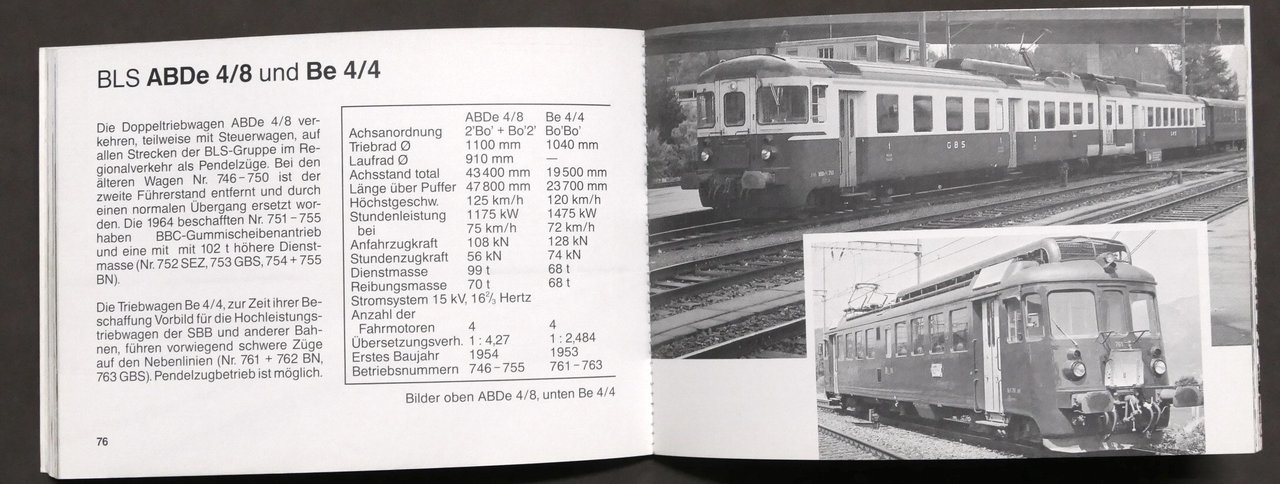 BLS ABDe 4/8 und Be 4/4
Die Doppeltriebwagen ABDe 4/8 ver-
kehren, teilweise mit Steuerwagen, auf
allen Strecken der BLS-Gruppe im Re-
gionalverkehr als Pendelzüge. Bei den
älteren Wagen Nr. 746–750 ist der
zweite Führerstand entfernt und durch
einen normalen Übergang ersetzt wor-
den. Die 1964 beschafften Nr. 751–755
haben BBC-Gummischeibenantrieb
und eine mit mit 102 t höhere Dienst-
masse (Nr. 752 SEZ, 753 GBS, 754 + 755
BN).
Die Triebwagen Be 4/4, zur Zeit ihrer Be-
schaffung Vorbild für die Hochleistungs-
triebwagen der SBB und anderer Bah-
nen, führen vorwiegend schwere Züge
auf den Nebenlinien (Nr. 761 + 762 BN,
763 GBS). Pendelzugbetrieb ist möglich.
ABDe 4/8 Be 4/4
Achsanordnung 2'Bo' + Bo'2' Bo'Bo'
Triebrad Ø 1100 mm 1040 mm
Laufrad Ø 910 mm —
Achsstand total 43 400 mm 19 500 mm
Länge über Puffer 47 800 mm 23 700 mm
Höchstgeschw. 125 km/h 120 km/h
Stundenleistung 1175 kW 1475 kW
bei 75 km/h 72 km/h
Anfahrzugkraft 108 kN 128 kN
Stundenzugkraft 56 kN 74 kN
Dienstmasse 99 t 68 t
Reibungsmasse 70 t 68 t
Stromsystem 15 kV, 16⅔ Hertz
Anzahl der
Fahrmotoren 4 4
Übersetzungsverh. 1 : 4,27 1 : 2,484
Erstes Baujahr 1954 1953
Betriebsnummern 746–755 761–763
Bilder oben ABDe 4/8, unten Be 4/4
76
GBS
761